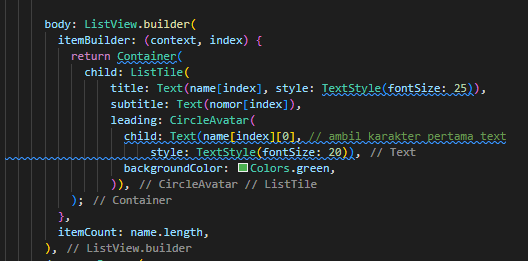 body: ListView.builder(
itemBuilder: (context, index) {
return Container(
child: ListTile(
title: Text(name[index], style: TextStyle(fontSize: 25)),
subtitle: Text(nomor[index]),
leading: CircleAvatar(
child: Text(name[index][0], // ambil karakter pertama text
style: TextStyle(fontSize: 20)), // Text
backgroundColor: Colors.green,
)), // CircleAvatar // ListTile
); // Container
},
itemCount: name.length,
), // ListView.builder